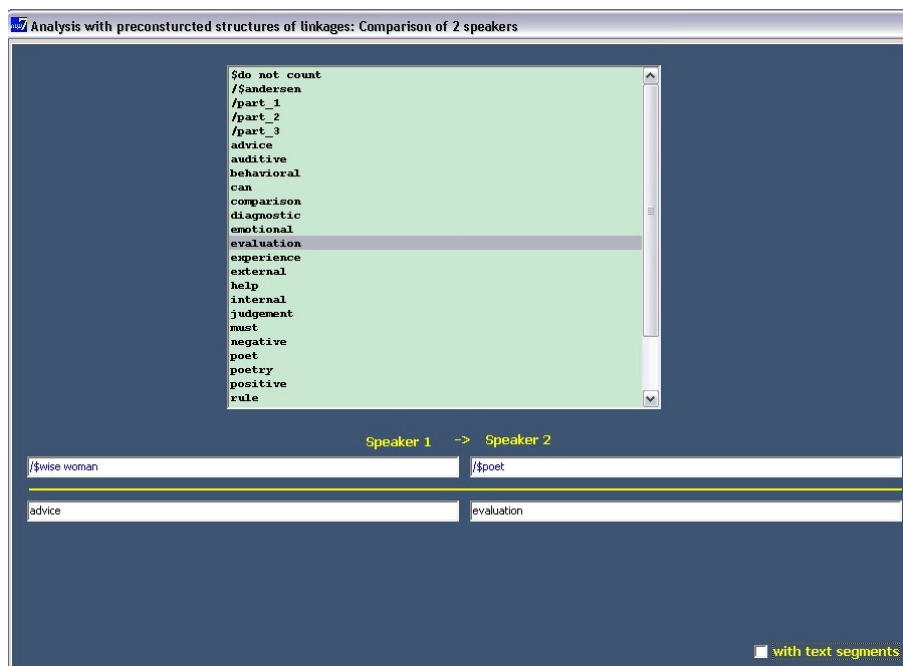 Analysis with preconsturcted structures of linkages: Comparison of 2 speakers
$do not count
/$andersen
/part_1
/part_2
/part_3
advice
auditive
behavioral
can
comparison
diagnostic
emotional
evaluation
experience
external
help
internal
judgement
must
negative
poet
poetry
positive
rule
Speaker 1 -> Speaker 2
/$wise woman /$poet
advice evaluation
with text segments